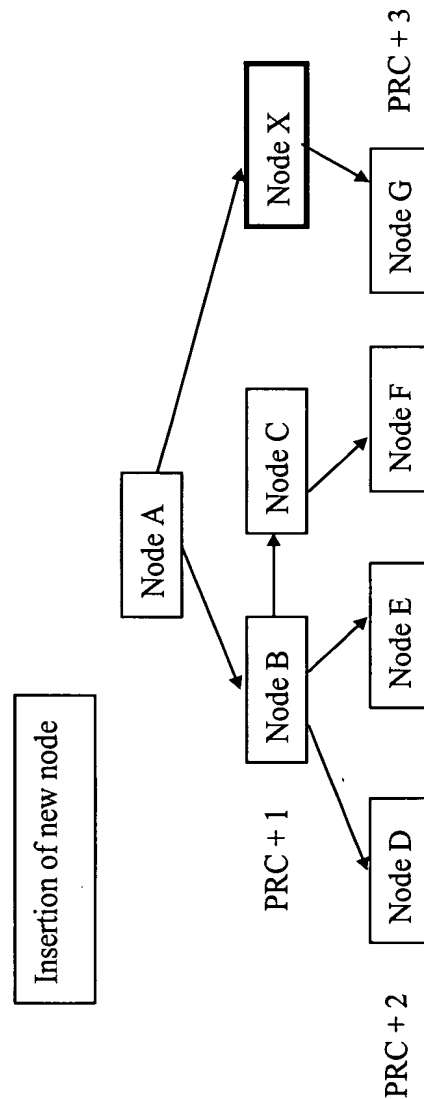 Insertion of new node
Node A
PRC + 1
Node B
Node C
Node X
PRC + 2
Node D
Node E
Node F
Node G
PRC + 3